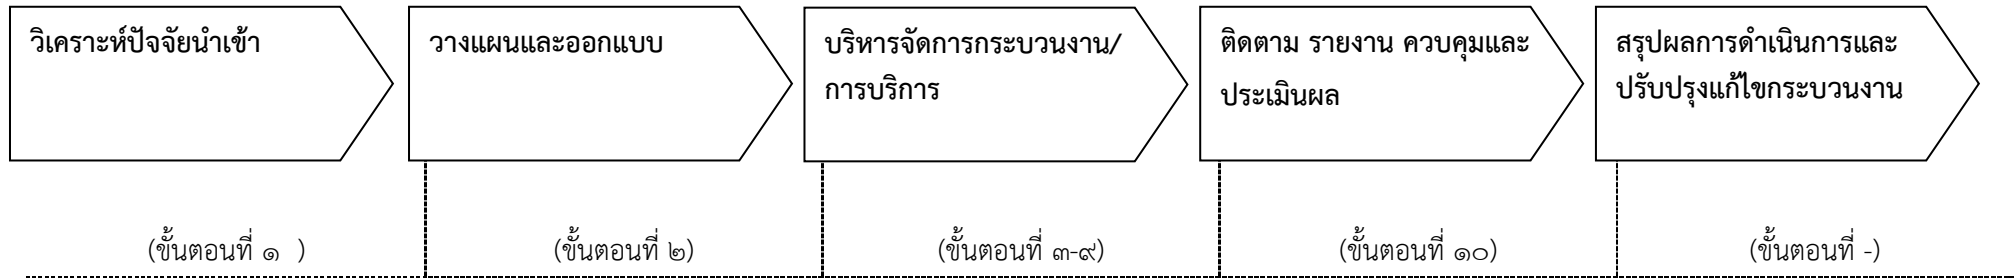 วิเคราะห์ปัจจัยนำเข้า
วางแผนและออกแบบ
บริหารจัดการกระบวนงาน/
การบริการ
ติดตาม รายงาน ควบคุมและ
ประเมินผล
สรุปผลการดำเนินการและ
ปรับปรุงแก้ไขกระบวนงาน
(ขั้นตอนที่ ๑ )
(ขั้นตอนที่ ๒)
(ขั้นตอนที่ ๓-๙)
(ขั้นตอนที่ ๑๐)
(ขั้นตอนที่ -)